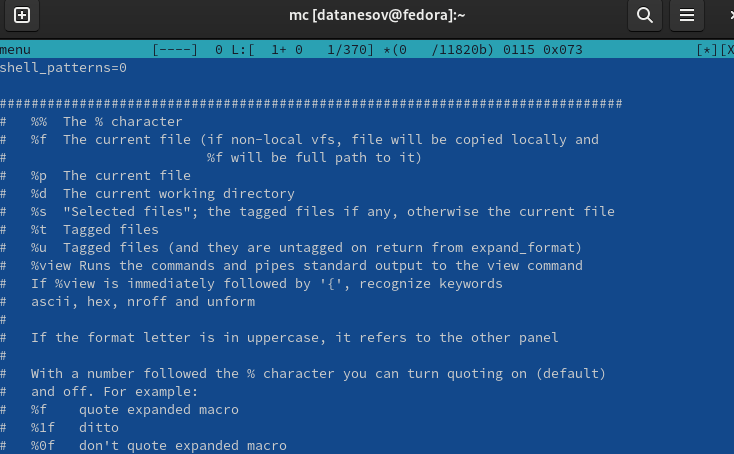 mc [datanesov@fedora]:~
menu                [----]  0 L:[  1+ 0   1/370] *(0   /11820b) 0115 0x073              [*][X
shell_patterns=0
##############################################################################
#   %%  The % character
#   %f  The current file (if non-local vfs, file will be copied locally and
#                         %f will be full path to it)
#   %p  The current file
#   %d  The current working directory
#   %s  "Selected files"; the tagged files if any, otherwise the current file
#   %t  Tagged files
#   %u  Tagged files (and they are untagged on return from expand_format)
#   %view Runs the commands and pipes standard output to the view command
#   If %view is immediately followed by '{', recognize keywords
#   ascii, hex, nroff and unform
#
#   If the format letter is in uppercase, it refers to the other panel
#
#   With a number followed the % character you can turn quoting on (default)
#   and off. For example:
#   %f    quote expanded macro
#   %1f   ditto
#   %0f   don't quote expanded macro